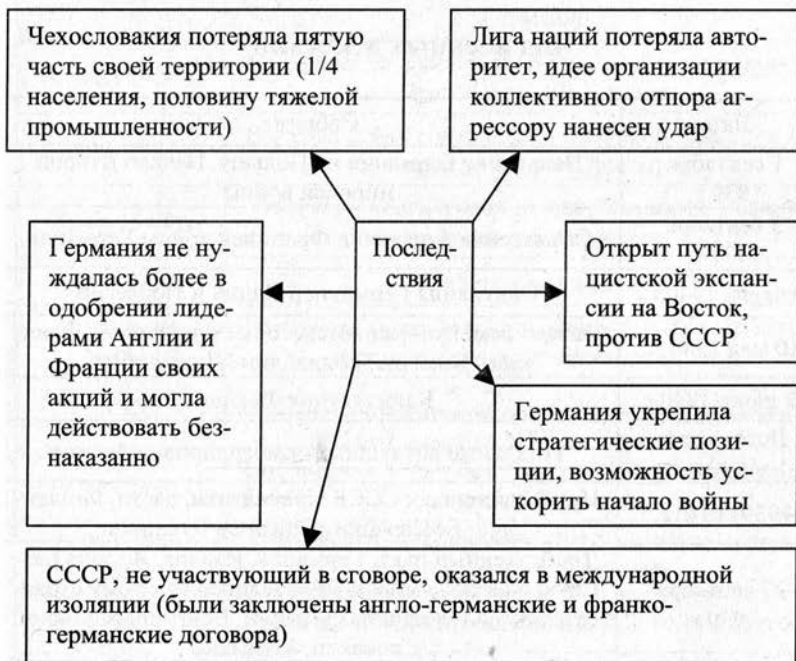 Чехословакия потеряла пятую
часть своей территории (1/4
населения, половину тяжелой
промышленности)
Лига наций потеряла авто-
ритет, идее организации
коллективного отпора аг-
рессору нанесен удар
Германия не ну-
ждалась более в
одобрении лиде-
рами Англии и
Франции своих
акций и могла
действовать без-
наказанно
Послед-
ствия
Открыт путь на-
цистской экспан-
сии на Восток,
против СССР
Германия укрепила
стратегические пози-
ции, возможность ус-
корить начало войны
СССР, не участвующий в сговоре, оказался в международной
изоляции (были заключены англо-германские и франко-
германские договора)